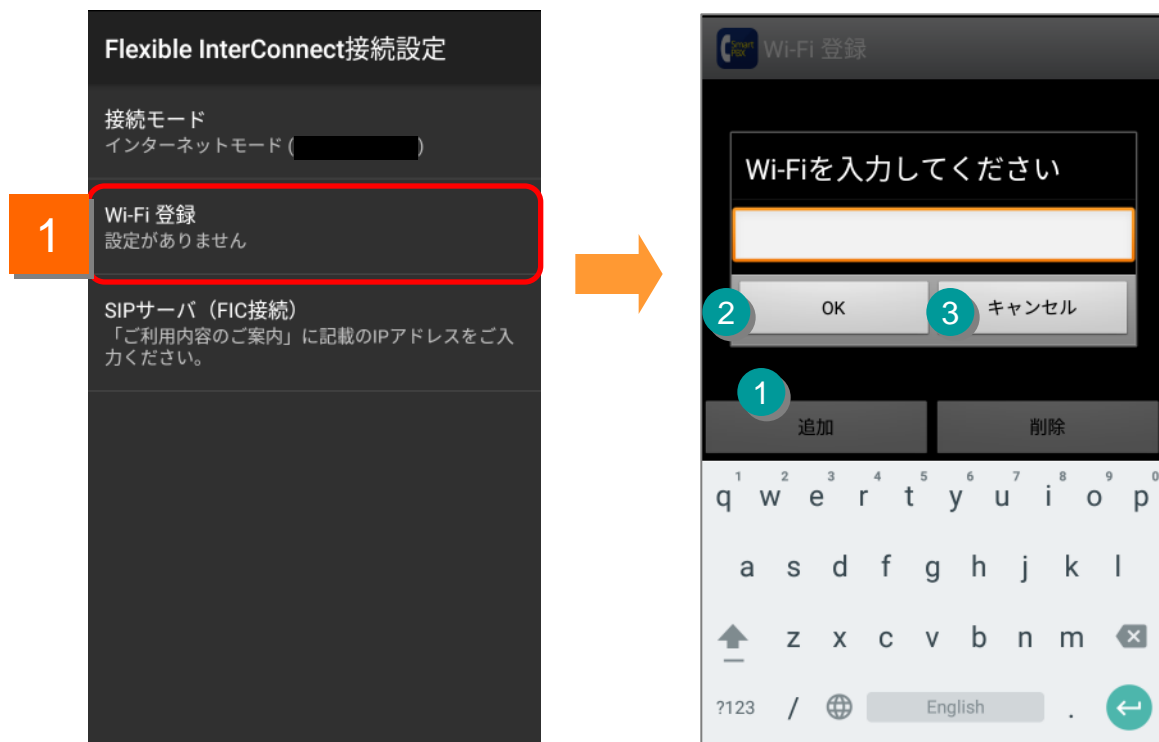 Flexible InterConnect接続設定
接続モード
インターネットモード ( )
1
Wi-Fi 登録
設定がありません
SIPサーバ（FIC接続）
「ご利用内容のご案内」に記載のIPアドレスをご入
力ください。
Smart
PBX
Wi-Fi 登録
Wi-Fiを入力してください
2
OK
3
キャンセル
1
追加
削除
1 2 3 4 5 6 7 8 9 0
q w e r t y u i o p
a s d f g h j k l
z x c v b n m
?123 / English .